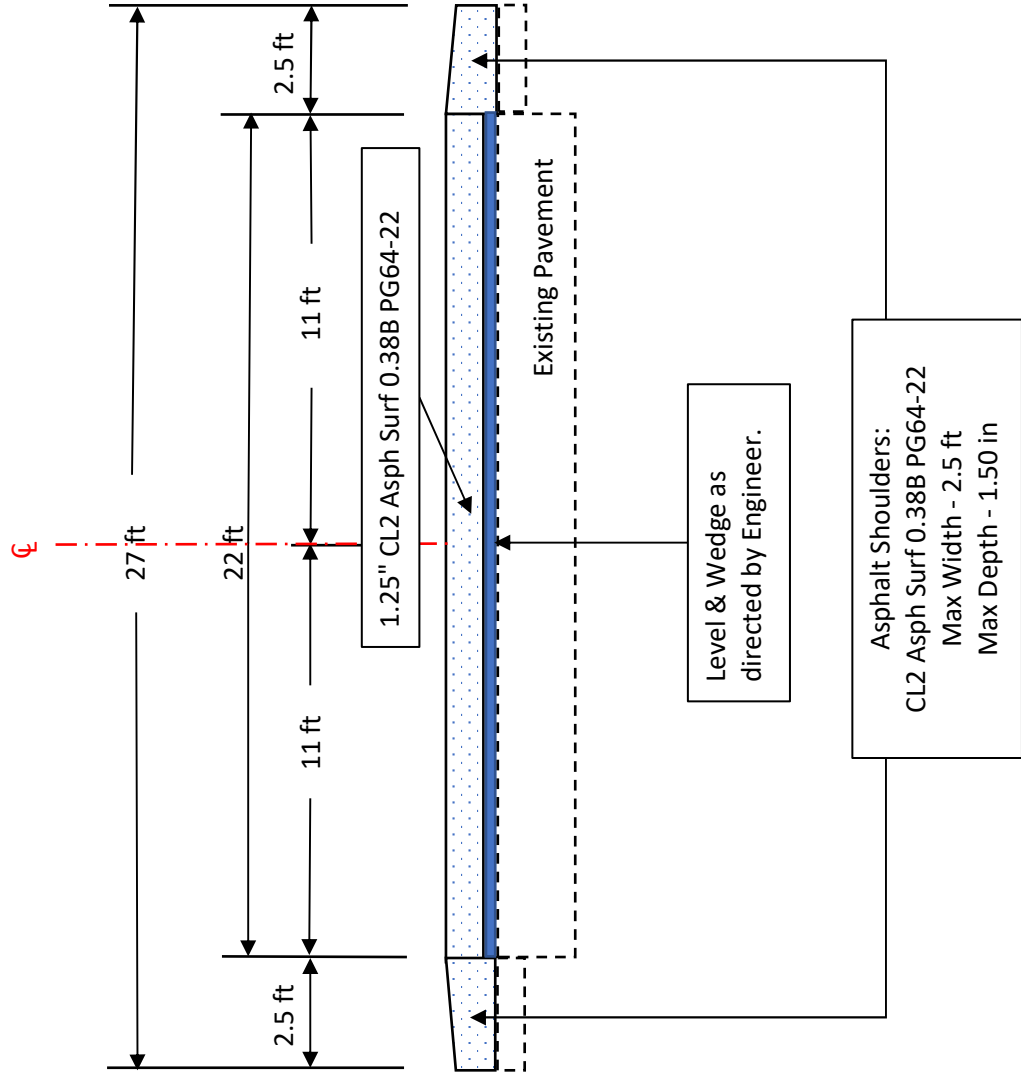 ℄
27 ft
22 ft
2.5 ft
11 ft
11 ft
2.5 ft
1.25" CL2 Asph Surf 0.38B PG64-22
Existing Pavement
Level & Wedge as
directed by Engineer.
Asphalt Shoulders:
CL2 Asph Surf 0.38B PG64-22
Max Width - 2.5 ft
Max Depth - 1.50 in